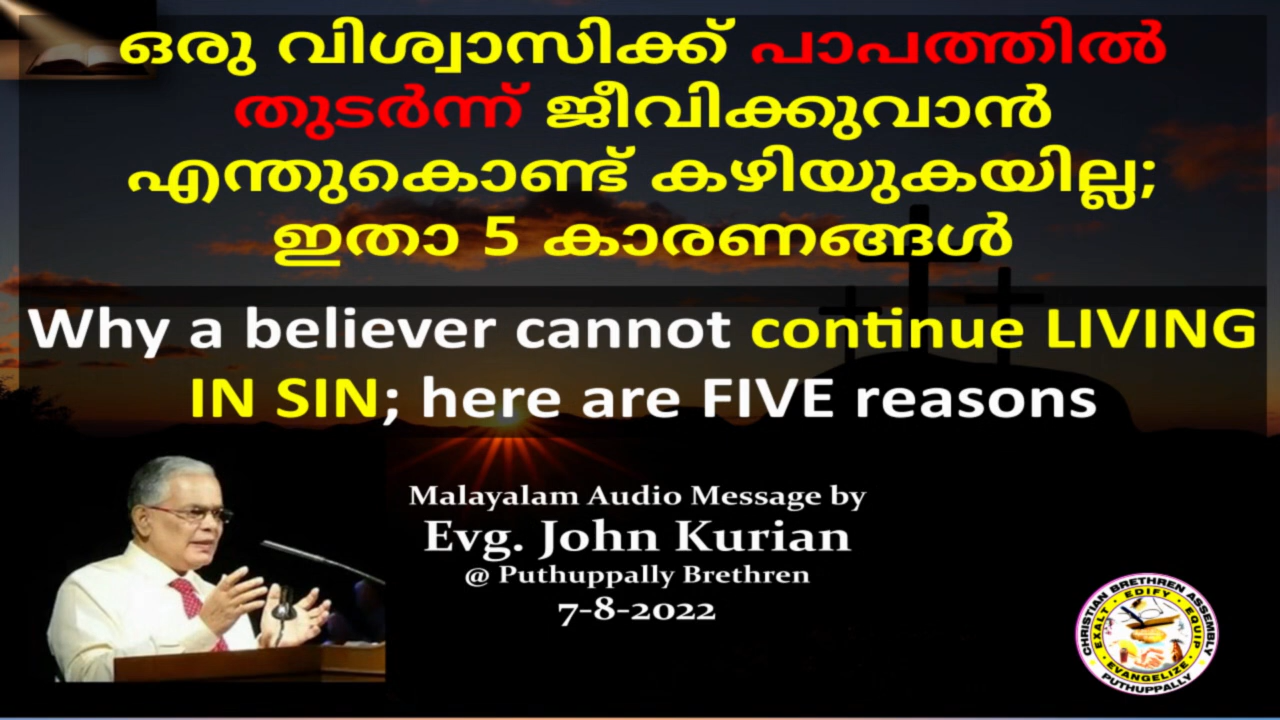 ഒരു വിശ്വാസിക്ക് പാപത്തിൽ
തുടർന്ന് ജീവിക്കുവാൻ
എന്തുകൊണ്ട് കഴിയുകയില്ല;
ഇതാ 5 കാരണങ്ങൾ
Why a believer cannot continue LIVING
IN SIN; here are FIVE reasons
Malayalam Audio Message by
Evg. John Kurian
@ Puthuppally Brethren
7-8-2022
CHRISTIAN BRETHREN ASSEMBLY
EXALT • EDIFY • EQUIP
EVANGELIZE
PUTHUPPALLY